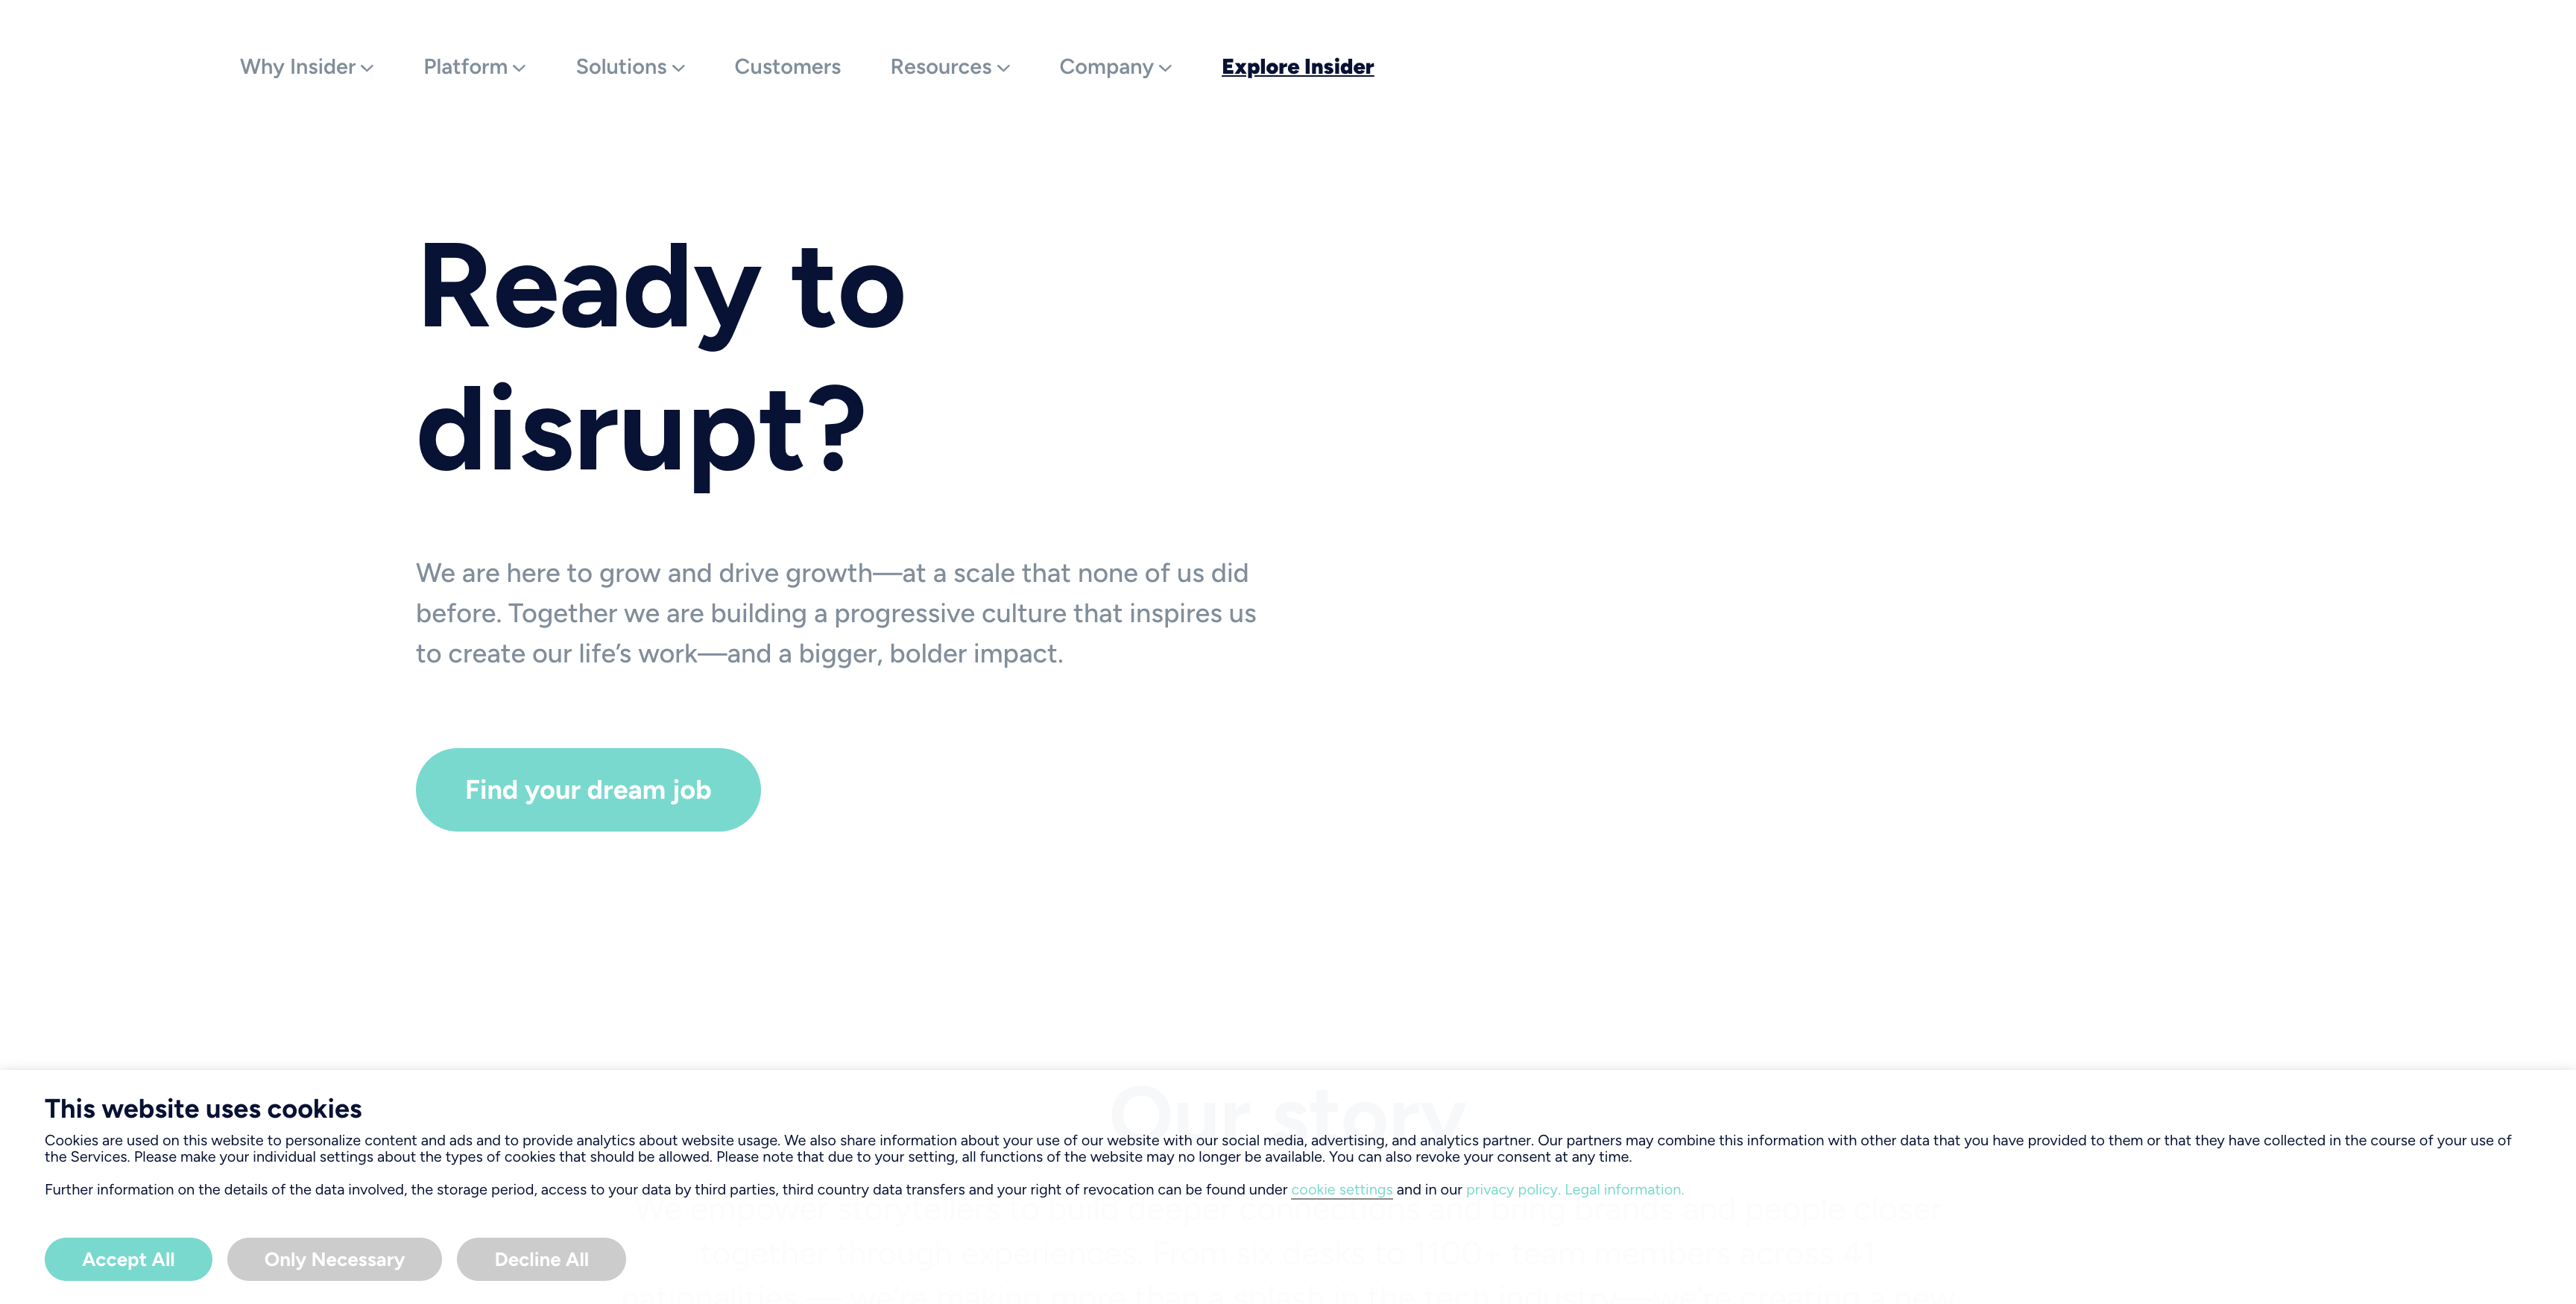 Why Insider
Platform
Solutions
Customers
Resources
Company
Explore Insider
Ready to
disrupt?
We are here to grow and drive growth—at a scale that none of us did
before. Together we are building a progressive culture that inspires us
to create our life’s work—and a bigger, bolder impact.
Find your dream job
Our story
This website uses cookies
Cookies are used on this website to personalize content and ads and to provide analytics about website usage. We also share information about your use of our website with our social media, advertising, and analytics partner. Our partners may combine this information with other data that you have provided to them or that they have collected in the course of your use of
the Services. Please make your individual settings about the types of cookies that should be allowed. Please note that due to your setting, all functions of the website may no longer be available. You can also revoke your consent at any time.
Further information on the details of the data involved, the storage period, access to your data by third parties, third country data transfers and your right of revocation can be found under cookie settings and in our privacy policy. Legal information.
We empower storytellers to build deeper connections and bring brands and people closer
together through experiences. From six desks to 1100+ team members across 41
nationalities — we're making more than a splash in the tech industry—we're creating a new
Accept All
Only Necessary
Decline All